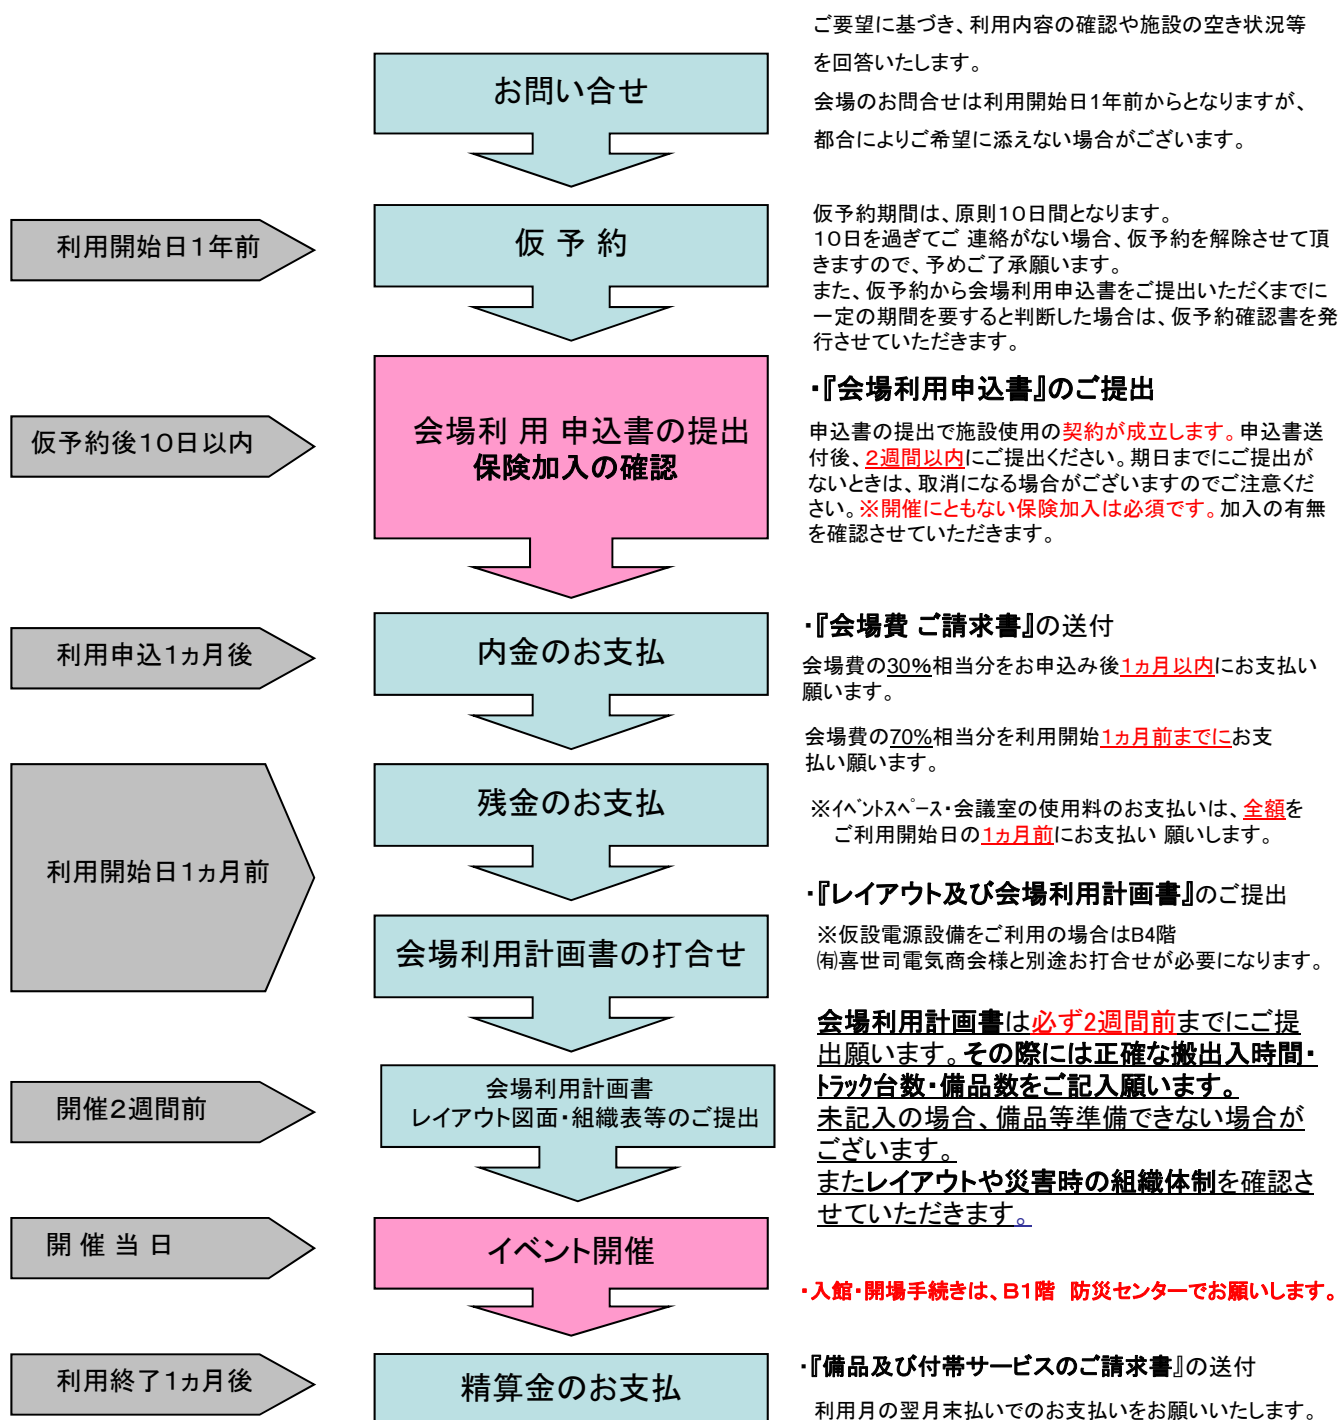 ご要望に基づき、利用内容の確認や施設の空き状況等
を回答いたします。
会場のお問合せは利用開始日1年前からとなりますが、
都合によりご希望に添えない場合がございます。
お問い合せ
利用開始日１年前
仮 予 約
仮予約期間は、原則１０日間となります。
１０日を過ぎてご 連絡がない場合、仮予約を解除させて頂
きますので、予めご了承願います。
また、仮予約から会場利用申込書をご提出いただくまでに
一定の期間を要すると判断した場合は、仮予約確認書を発
行させていただきます。
仮予約後１０日以内
会場利 用 申込書の提出
保険加入の確認
・『会場利用申込書』のご提出
申込書の提出で施設使用の契約が成立します。申込書送
付後、２週間以内にご提出ください。期日までにご提出が
ないときは、取消になる場合がございますのでご注意くだ
さい。※開催にともない保険加入は必須です。加入の有無
を確認させていただきます。
利用申込１ヵ月後
内金のお支払
・『会場費 ご請求書』の送付
会場費の30%相当分をお申込み後１ヵ月以内にお支払い
願います。
会場費の70%相当分を利用開始１ヵ月前までにお支
払い願います。
利用開始日１ヵ月前
残金のお支払
※ｲﾍﾞﾝﾄｽﾍﾟｰｽ・会議室の使用料のお支払いは、全額を
ご利用開始日の１ヵ月前にお支払い 願いします。
会場利用計画書の打合せ
・『レイアウト及び会場利用計画書』のご提出
※仮設電源設備をご利用の場合はB4階
㈲喜世司電気商会様と別途お打合せが必要になります。
会場利用計画書は必ず2週間前までにご提
出願います。その際には正確な搬出入時間・
ﾄﾗｯｸ台数・備品数をご記入願います。
未記入の場合、備品等準備できない場合が
ございます。
またレイアウトや災害時の組織体制を確認さ
せていただきます。
開催２週間前
会場利用計画書
レイアウト図面・組織表等のご提出
開 催 当 日
イベント開催
・入館・開場手続きは、Ｂ１階　防災センターでお願いします。
利用終了１ヵ月後
精算金のお支払
・『備品及び付帯サービスのご請求書』の送付
利用月の翌月末払いでのお支払いをお願いいたします。